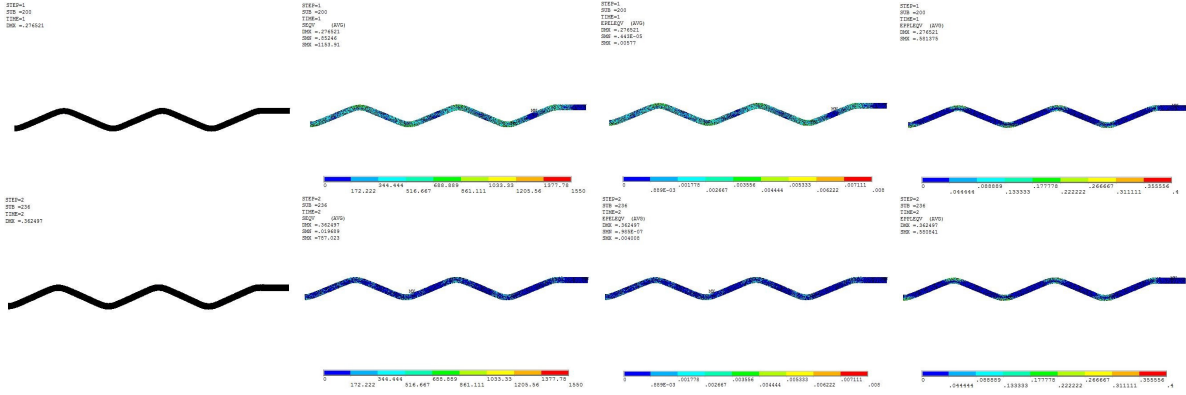 STEP=1
SUB =200
TIME=1
DMX =.276521
STEP=1
SUB =200
TIME=1
SEQV (AVG)
DMX =.276521
SMN =.85246
SMX =1153.91
STEP=1
SUB =200
TIME=1
EPELEQV (AVG)
DMX =.276521
SMN =.443E-05
SMX =.00577
STEP=1
SUB =200
TIME=1
EPPLEQV (AVG)
DMX =.276521
SMX =.881375
MX
MX
MX
0 344.444 688.889 1033.33 1377.78
172.222 516.667 861.111 1205.56 1550
0 .001778 .003556 .005333 .007111
.889E-03 .002667 .004444 .006222 .008
0 .088889 .177778 .266667 .355556
.044444 .133333 .222222 .311111 .4
STEP=2
SUB =236
TIME=2
DMX =.362497
STEP=2
SUB =236
TIME=2
SEQV (AVG)
DMX =.362497
SMN =.019689
SMX =787.023
STEP=2
SUB =236
TIME=2
EPELEQV (AVG)
DMX =.362497
SMN =.985E-07
SMX =.004008
STEP=2
SUB =236
TIME=2
EPPLEQV (AVG)
DMX =.362497
SMX =.880841
0 344.444 688.889 1033.33 1377.78
172.222 516.667 861.111 1205.56 1550
0 .001778 .003556 .005333 .007111
.889E-03 .002667 .004444 .006222 .008
0 .088889 .177778 .266667 .355556
.044444 .133333 .222222 .311111 .4